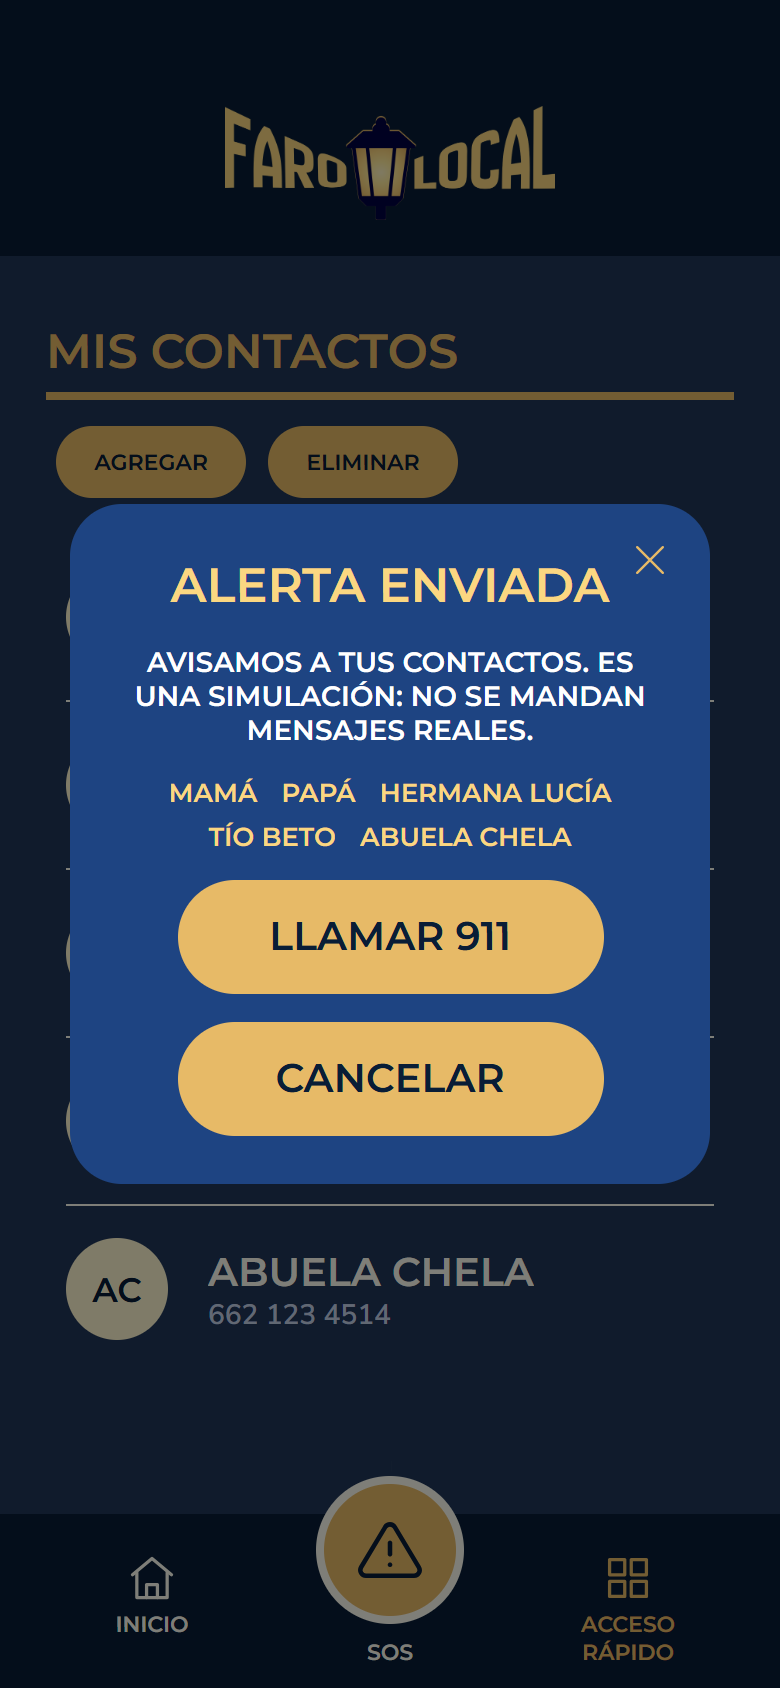 FARO LOCAL
MIS CONTACTOS
AGREGAR ELIMINAR
ALERTA ENVIADA
AVISAMOS A TUS CONTACTOS. ES
UNA SIMULACIÓN: NO SE MANDAN
MENSAJES REALES.
MAMÁ PAPÁ HERMANA LUCÍA
TÍO BETO ABUELA CHELA
LLAMAR 911
CANCELAR
AC ABUELA CHELA
662 123 4514
INICIO
SOS
ACCESO
RÁPIDO